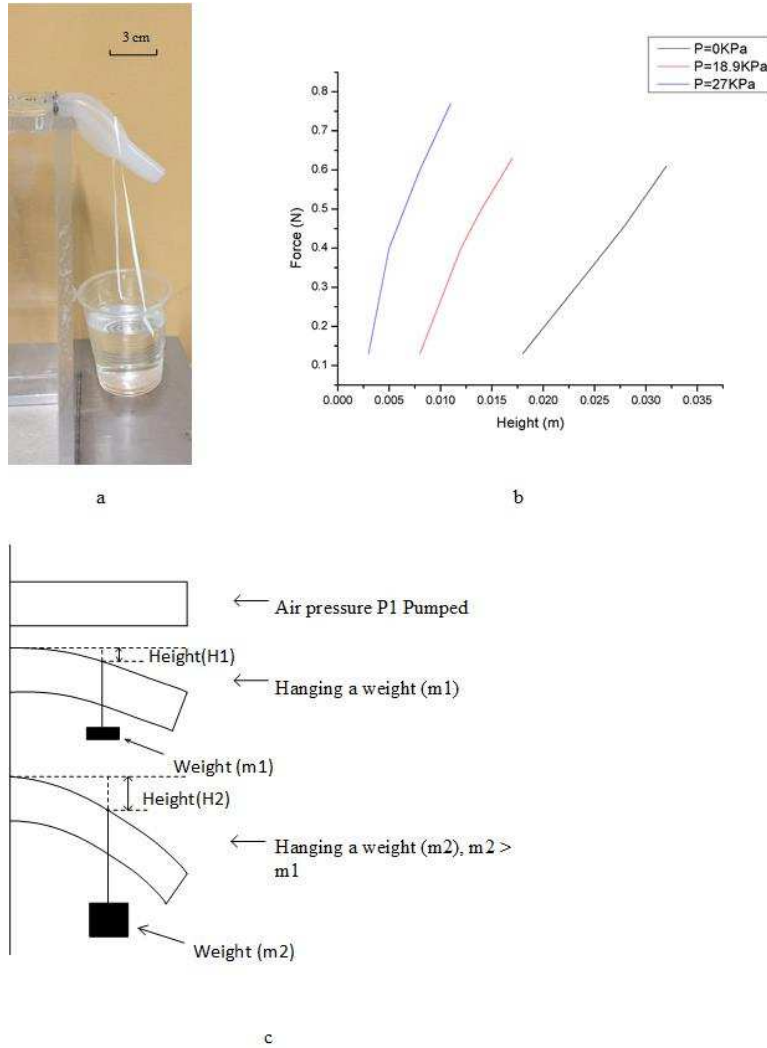 3 cm
P=0KPa
P=18.9KPa
P=27KPa
0.8
0.7
0.6
0.5
0.4
0.3
0.2
0.1
Force (N)
0.000 0.005 0.010 0.015 0.020 0.025 0.030 0.035
Height (m)
a
b
Air pressure P1 Pumped
Height(H1)
Hanging a weight (m1)
Weight (m1)
Height(H2)
Hanging a weight (m2), m2 >
m1
Weight (m2)
c